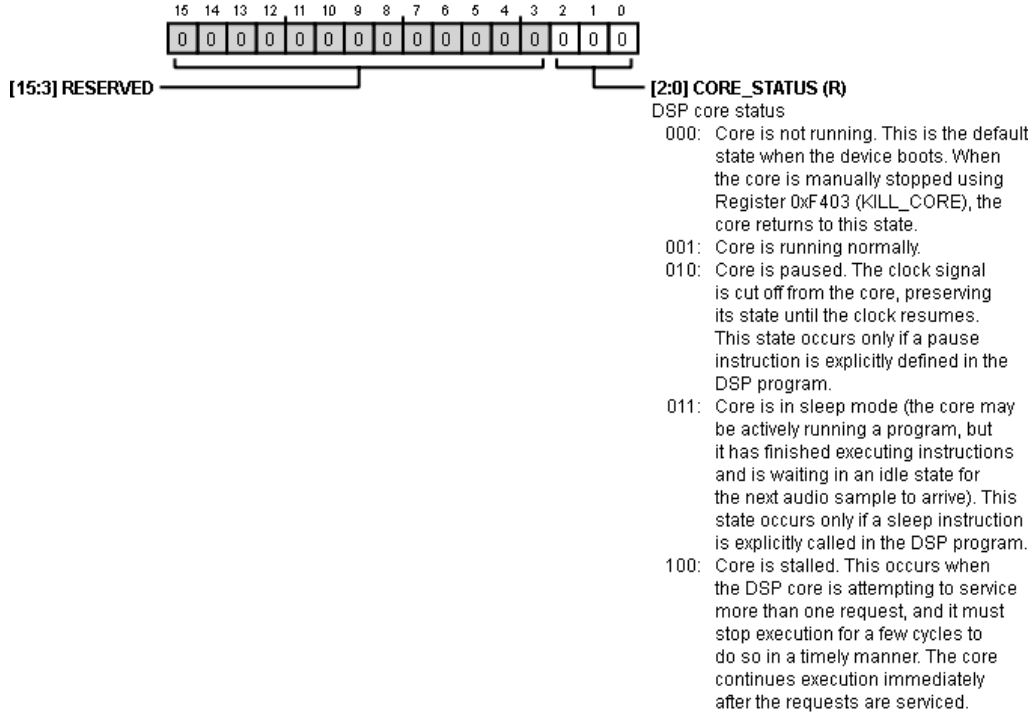 15 14 13 12 11 10 9 8 7 6 5 4 3 2 1 0
0 0 0 0 0 0 0 0 0 0 0 0 0 0 0 0
[15:3] RESERVED
[2:0] CORE_STATUS (R)
DSP core status
000: Core is not running. This is the default
state when the device boots. When
the core is manually stopped using
Register 0xF403 (KILL_CORE), the
core returns to this state.
001: Core is running normally.
010: Core is paused. The clock signal
is cut off from the core, preserving
its state until the clock resumes.
This state occurs only if a pause
instruction is explicitly defined in the
DSP program.
011: Core is in sleep mode (the core may
be actively running a program, but
it has finished executing instructions
and is waiting in an idle state for
the next audio sample to arrive). This
state occurs only if a sleep instruction
is explicitly called in the DSP program.
100: Core is stalled. This occurs when
the DSP core is attempting to service
more than one request, and it must
stop execution for a few cycles to
do so in a timely manner. The core
continues execution immediately
after the requests are serviced.